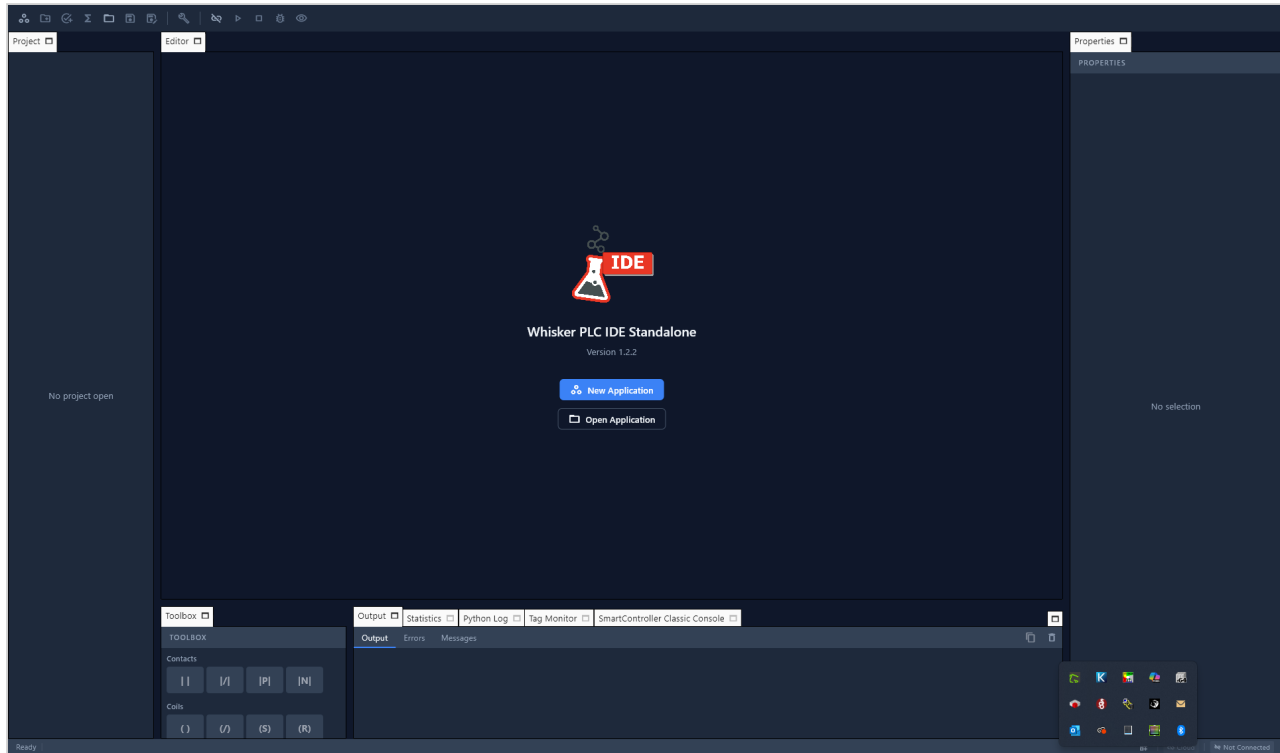 Project
Editor
Properties
PROPERTIES
IDE
Whisker PLC IDE Standalone
Version 1.2.2
New Application
Open Application
No project open
No selection
Toolbox
TOOLBOX
Contacts
| | |/| |P| |N|
Coils
( ) (/) (S) (R)
Output Statistics Python Log Tag Monitor SmartController Classic Console
Output Errors Messages
Ready
Not Connected